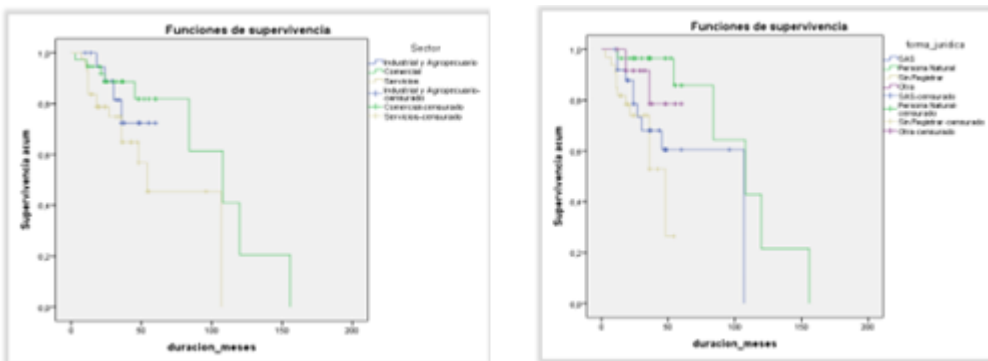 Funciones de supervivencia
Supervivencia acum
1,0
0,8
0,6
0,4
0,2
0,0
0
50
100
150
200
duracion_meses
Sector
Industrial y Agropecuario
Comercial
Servicios
Industrial y Agropecuario-
censurado
Comercial-censurado
Servicios-censurado
Funciones de supervivencia
Supervivencia acum
1,0
0,8
0,6
0,4
0,2
0,0
0
50
100
150
200
duracion_meses
forma_juridica
SAS
Persona Natural
Sin Registrar
Otra
SAS-censurado
Persona Natural-
censurado
Sin Registrar-censurado
Otra-censurado